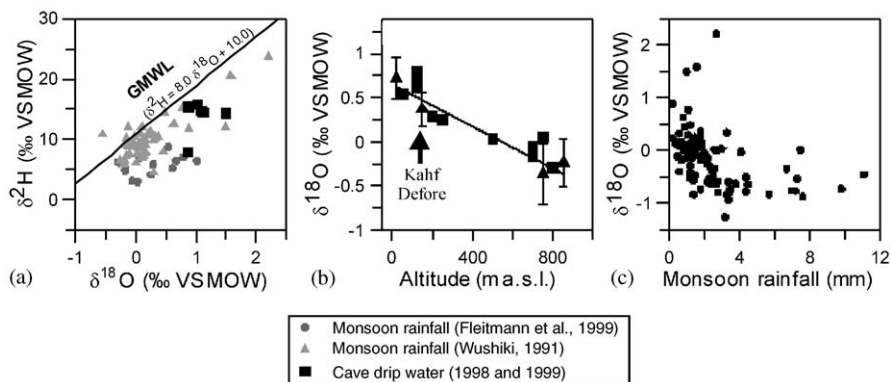 30
20
10
0
-1
0
1
2
δ2H (‰ VSMOW)
GMWL
(δ2H = 8.0 δ18O + 10.0)
(a)
δ18O (‰ VSMOW)
1
0.5
0
-0.5
-1
0
400
800
δ18O (‰ VSMOW)
Kahf
Defore
(b)
Altitude (m a.s.l.)
2
1
0
-1
0
4
8
12
δ18O (‰ VSMOW)
(c)
Monsoon rainfall (mm)
Monsoon rainfall (Fleitmann et al., 1999)
Monsoon rainfall (Wushiki, 1991)
Cave drip water (1998 and 1999)